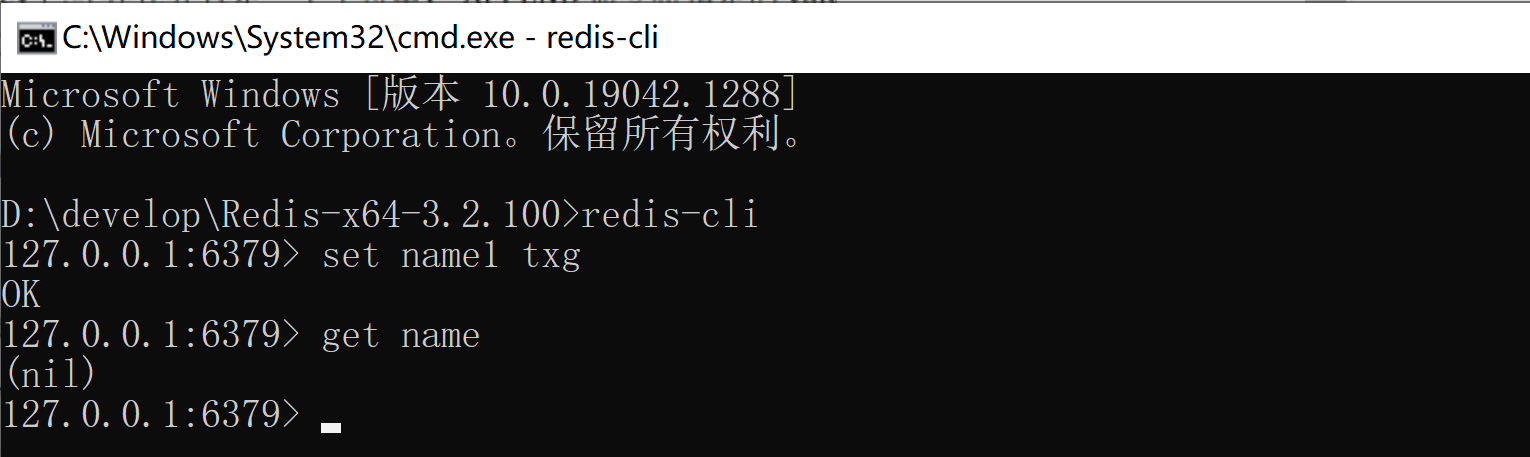 C:\Windows\System32\cmd.exe - redis-cli
Microsoft Windows [版本 10.0.19042.1288]
(c) Microsoft Corporation。保留所有权利。
D:\develop\Redis-x64-3.2.100>redis-cli
127.0.0.1:6379> set name1 txg
OK
127.0.0.1:6379> get name
(nil)
127.0.0.1:6379>